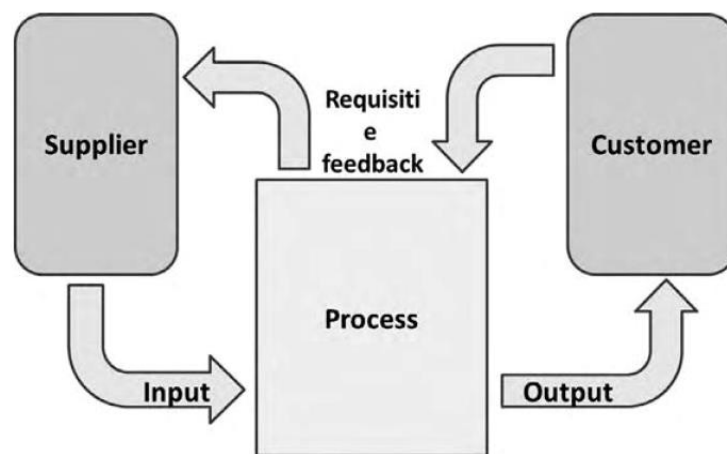 Requisiti
e
feedback
Supplier
Customer
Process
Input
Output